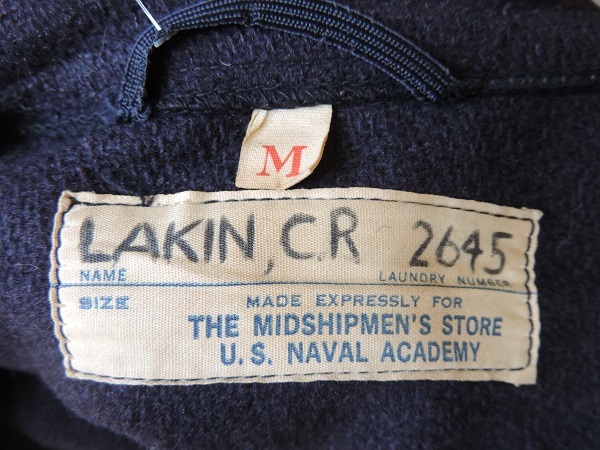 M
LAKIN, C.R 2645
NAME LAUNDRY NUMBER
SIZE MADE EXPRESSLY FOR
THE MIDSHIPMEN'S STORE
U.S. NAVAL ACADEMY